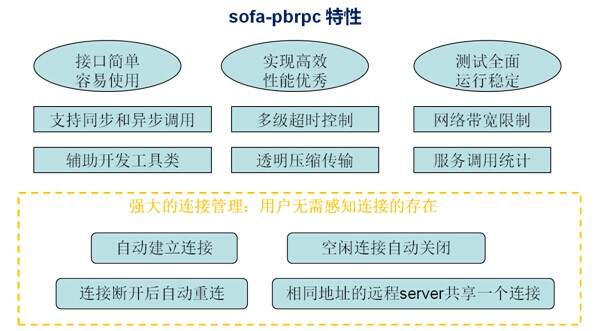 sofa-pbrpc 特性
接口简单
容易使用
实现高效
性能优秀
测试全面
运行稳定
支持同步和异步调用
多级超时控制
网络带宽限制
辅助开发工具类
透明压缩传输
服务调用统计
强大的连接管理：用户无需感知连接的存在
自动建立连接
空闲连接自动关闭
连接断开后自动重连
相同地址的远程server共享一个连接